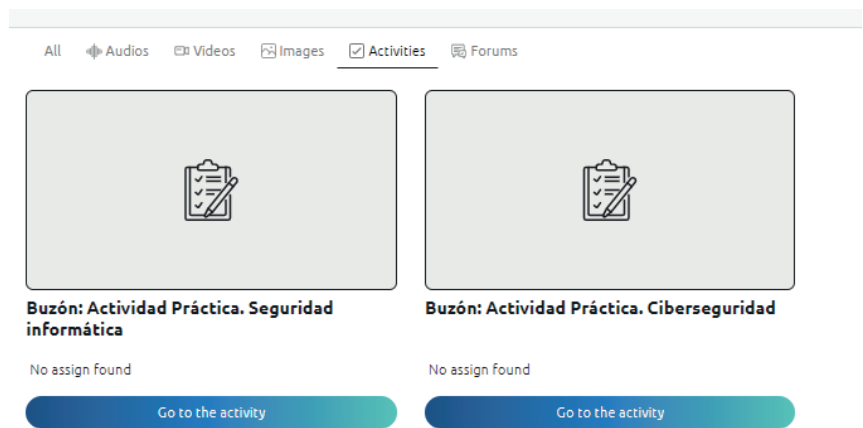 All Audios Videos Images Activities Forums
Buzón: Actividad Práctica. Seguridad
informática
No assign found
Go to the activity
Buzón: Actividad Práctica. Ciberseguridad
No assign found
Go to the activity